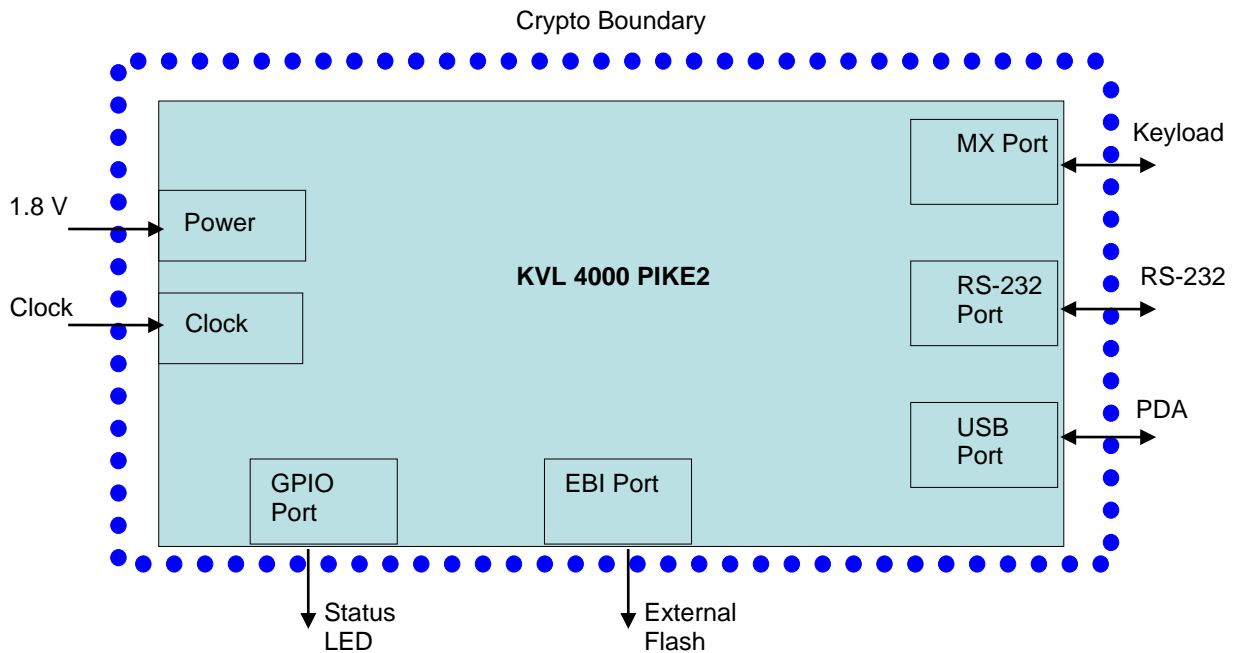 Crypto Boundary
MX Port
Keyload
1.8 V
Power
KVL 4000 PIKE2
RS-232
Port
RS-232
Clock
Clock
USB
Port
PDA
GPIO
Port
EBI Port
Status
LED
External
Flash